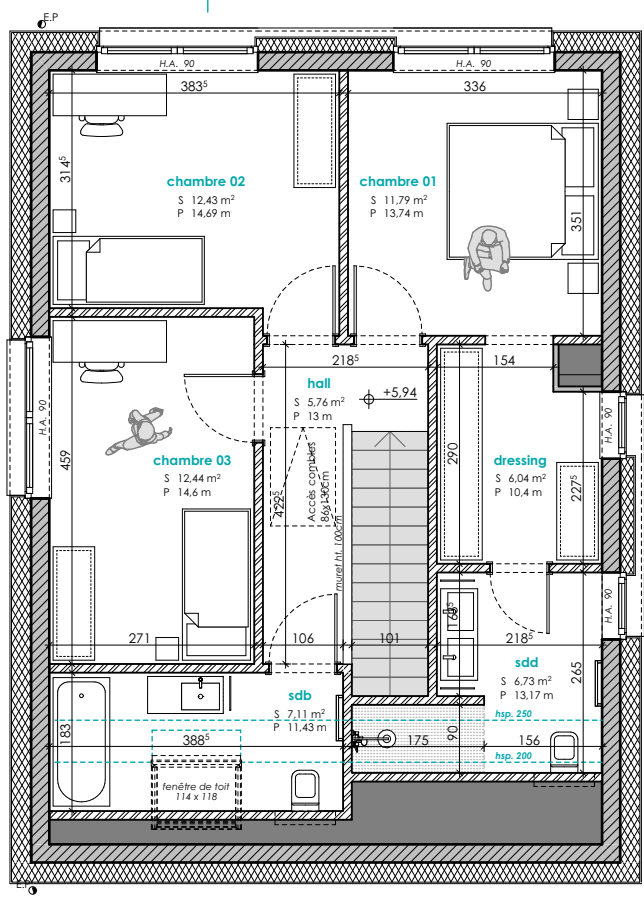 E.P
H.A. 90
H.A. 90
383⁵
336
314⁵
chambre 02
S 12,43 m²
P 14,69 m
chambre 01
S 11,79 m²
P 13,74 m
351
218⁵
154
hall
S 5,76 m²
P 13 m
+5,94
H.A. 90
H.A. 90
459
chambre 03
S 12,44 m²
P 14,6 m
422⁵
Accès combles
86x130cm
290
dressing
S 6,04 m²
P 10,4 m
227⁵
muret ht. 100cm
H.A. 90
271
106
101
218⁵
sdd
S 6,73 m²
P 13,17 m
265
sdb
S 7,11 m²
P 11,43 m
hsp. 250
183
388⁵
175
90
156
hsp. 200
fenêtre de toit
114 x 118
E.P